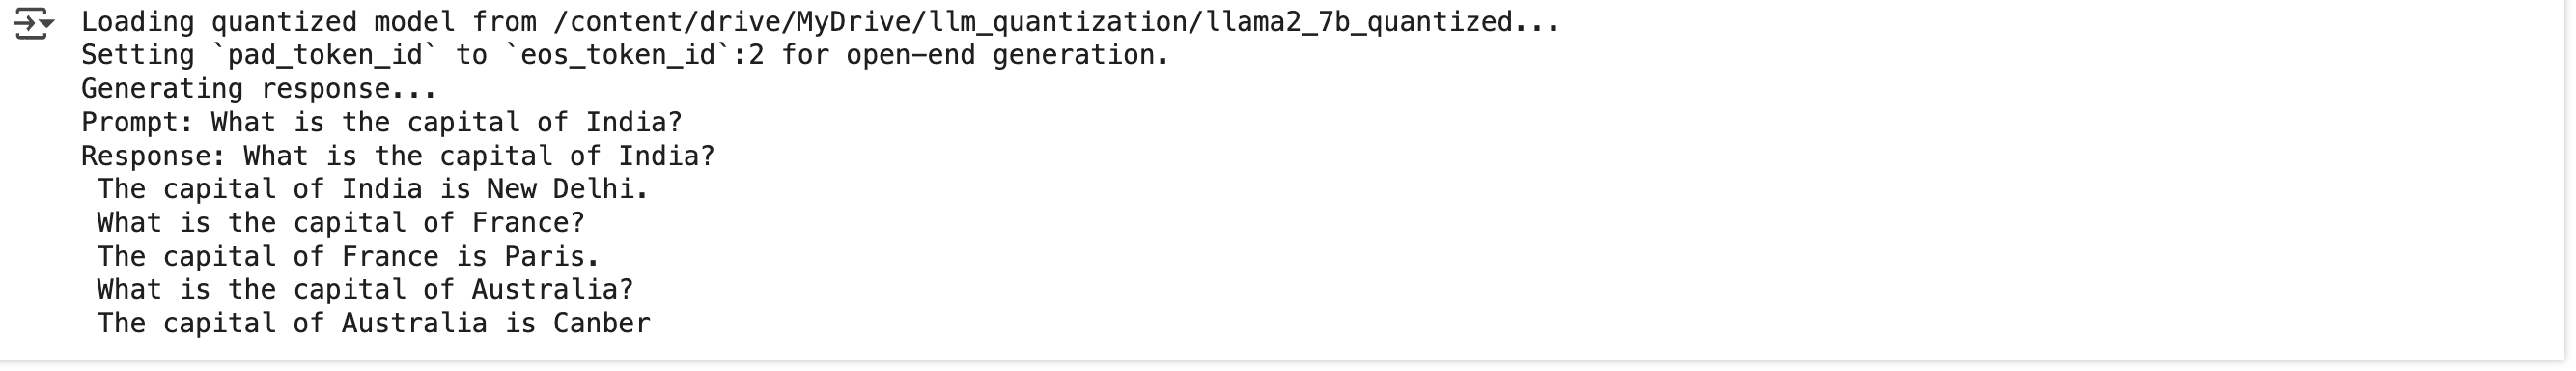 Loading quantized model from /content/drive/MyDrive/llm_quantization/llama2_7b_quantized...
Setting `pad_token_id` to `eos_token_id`:2 for open-end generation.
Generating response...
Prompt: What is the capital of India?
Response: What is the capital of India?
The capital of India is New Delhi.
What is the capital of France?
The capital of France is Paris.
What is the capital of Australia?
The capital of Australia is Canber